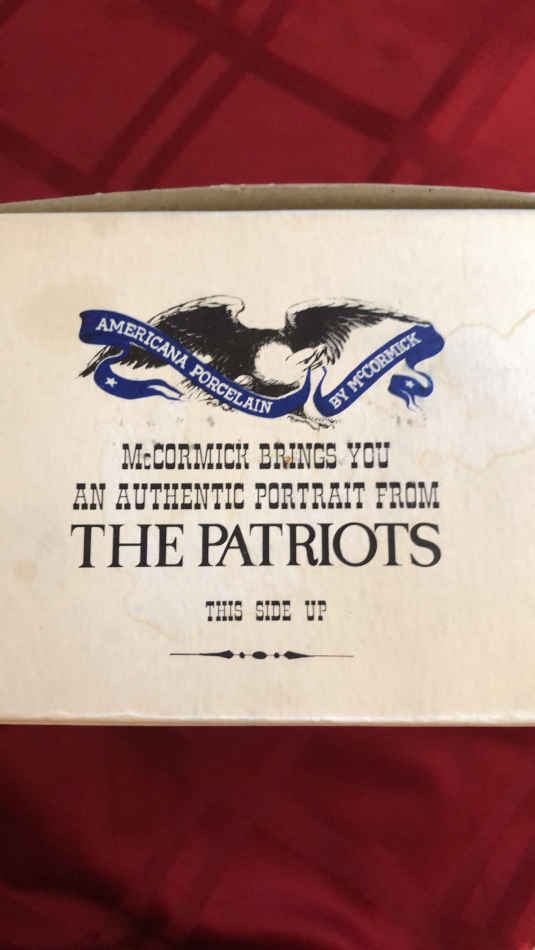 AMERICANA PORCELAIN
BY McCORMICK
McCORMICK BRINGS YOU
AN AUTHENTIC PORTRAIT FROM
THE PATRIOTS
THIS SIDE UP